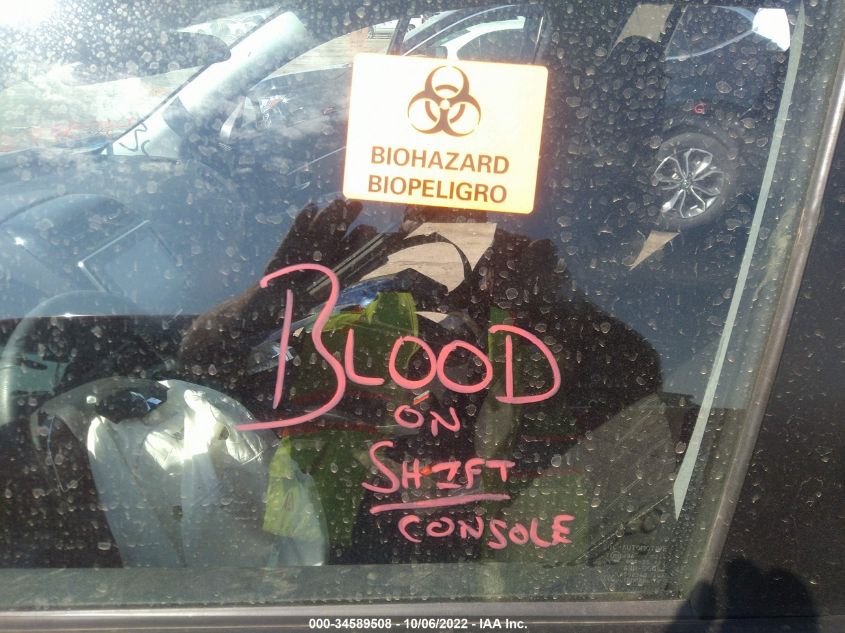 BIOHAZARD
BIOPELIGRO
BLOOD
ON
SHIFT
CONSOLE
000-34589508 - 10/06/2022 - IAA Inc.